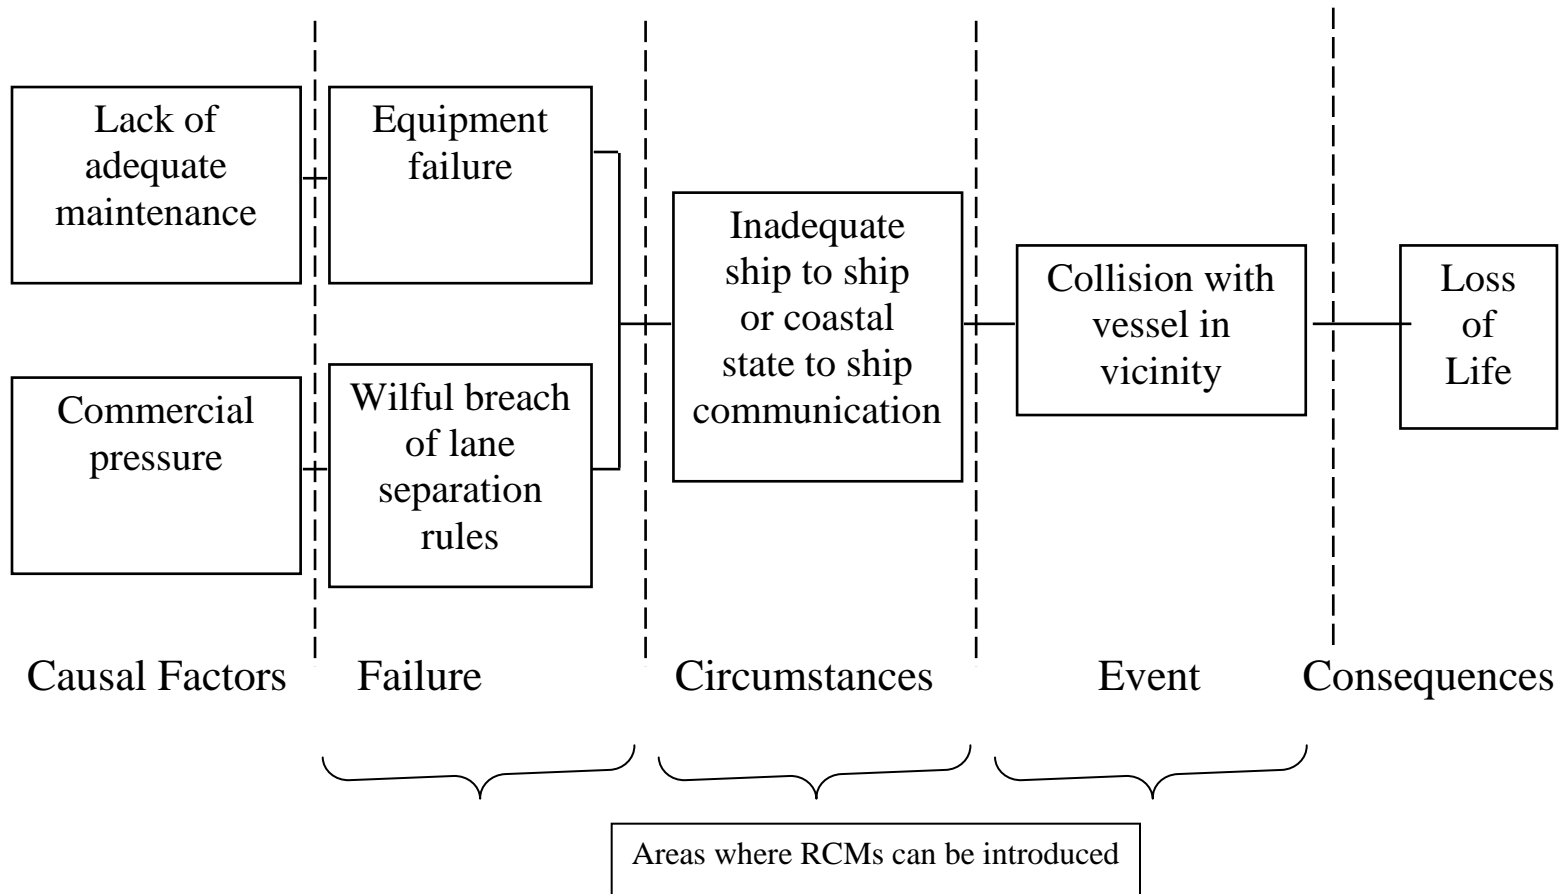 Lack of
adequate
maintenance
Equipment
failure
Commercial
pressure
Wilful breach
of lane
separation
rules
Inadequate
ship to ship
or coastal
state to ship
communication
Collision with
vessel in
vicinity
Loss
of
Life
Causal Factors
Failure
Circumstances
Event
Consequences
Areas where RCMs can be introduced